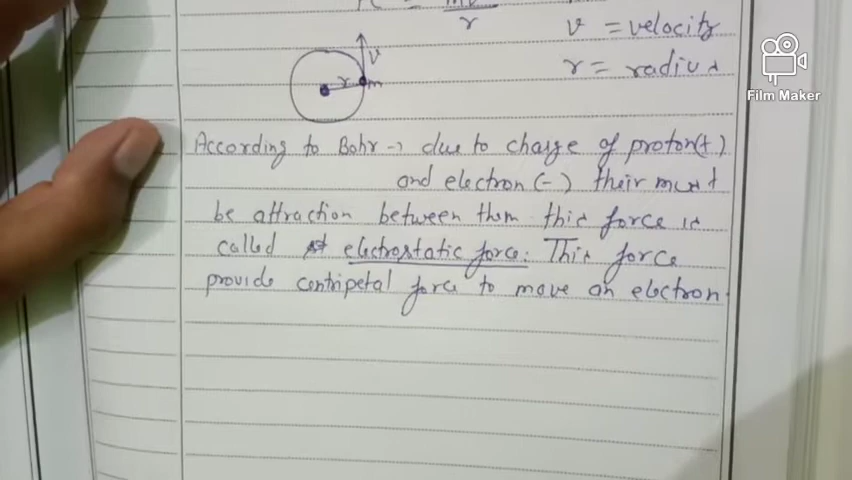 r
v = velocity
r = radius
v
r
m
Film Maker
According to Bohr → due to charge of proton(+)
and electron (-) their must
be attraction between them this force is
called electrostatic force. This force
provide centripetal force to move an electron.